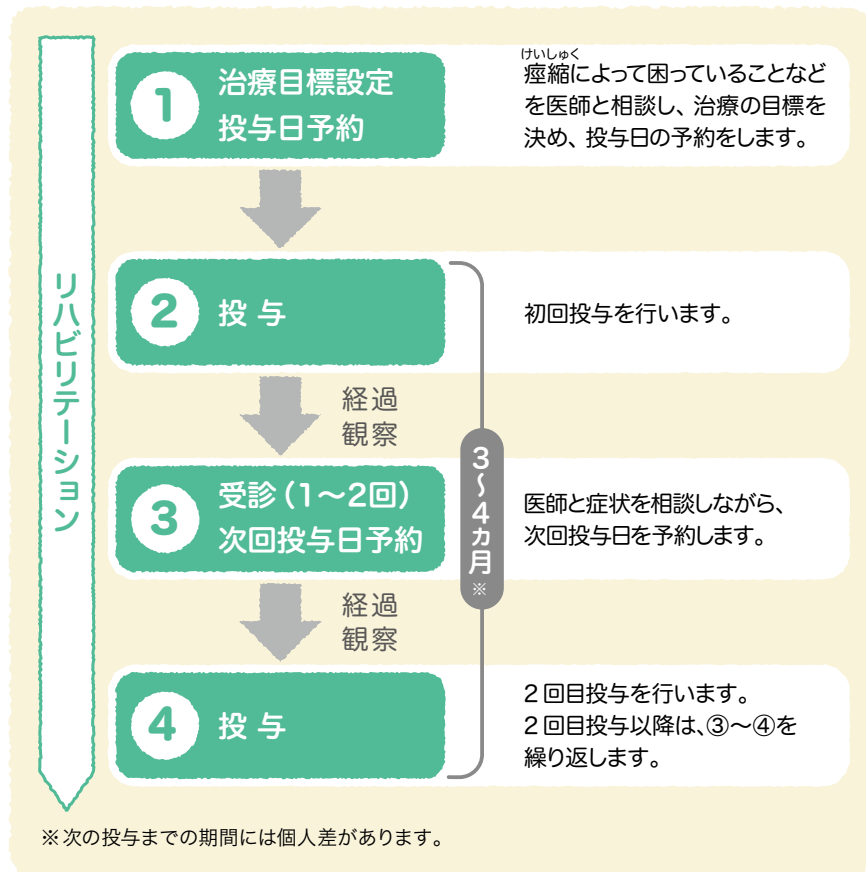 リハビリテーション
1
治療目標設定
投与日予約
けいしゅく
痙縮によって困っていることなど
を医師と相談し、治療の目標を
決め、投与日の予約をします。
2
投与
初回投与を行います。
経過
観察
3～4ヵ月
※
3
受診（1～2回）
次回投与日予約
医師と症状を相談しながら、
次回投与日を予約します。
経過
観察
4
投与
2回目投与を行います。
2回目投与以降は、③～④を
繰り返します。
※次の投与までの期間には個人差があります。